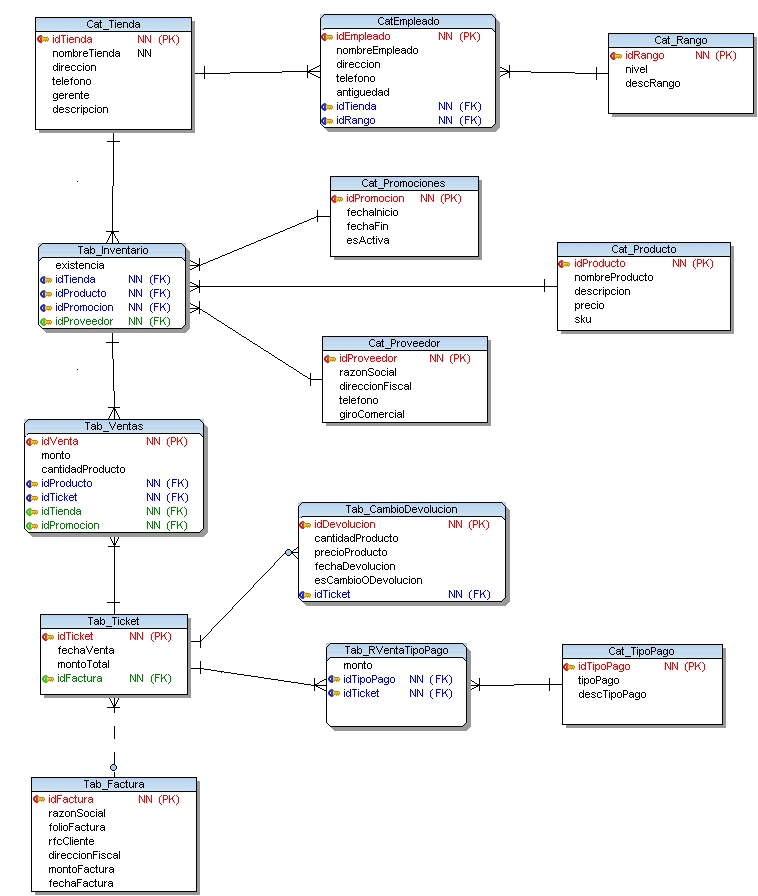 Cat_Tienda
idTienda NN (PK)
nombreTienda NN
direccion
telefono
gerente
descripcion
CatEmpleado
idEmpleado NN (PK)
nombreEmpleado
direccion
telefono
antiguedad
idTienda NN (FK)
idRango NN (FK)
Cat_Rango
idRango NN (PK)
nivel
descRango
Cat_Promociones
idPromocion NN (PK)
fechaInicio
fechaFin
esActiva
Tab_Inventario
existencia
idTienda NN (FK)
idProducto NN (FK)
idPromocion NN (FK)
idProveedor NN (FK)
Cat_Producto
idProducto NN (PK)
nombreProducto
descripcion
precio
sku
Cat_Proveedor
idProveedor NN (PK)
razonSocial
direccionFiscal
telefono
giroComercial
Tab_Ventas
idVenta NN (PK)
monto
cantidadProducto
idProducto NN (FK)
idTicket NN (FK)
idTienda NN (FK)
idPromocion NN (FK)
Tab_CambioDevolucion
idDevolucion NN (PK)
cantidadProducto
precioProducto
fechaDevolucion
esCambioODevolucion
idTicket NN (FK)
Tab_Ticket
idTicket NN (PK)
fechaVenta
montoTotal
idFactura NN (FK)
Tab_RVentaTipoPago
monto
idTipoPago NN (FK)
idTicket NN (FK)
Cat_TipoPago
idTipoPago NN (PK)
tipoPago
descTipoPago
Tab_Factura
idFactura NN (PK)
razonSocial
folioFactura
rfcCliente
direccionFiscal
montoFactura
fechaFactura